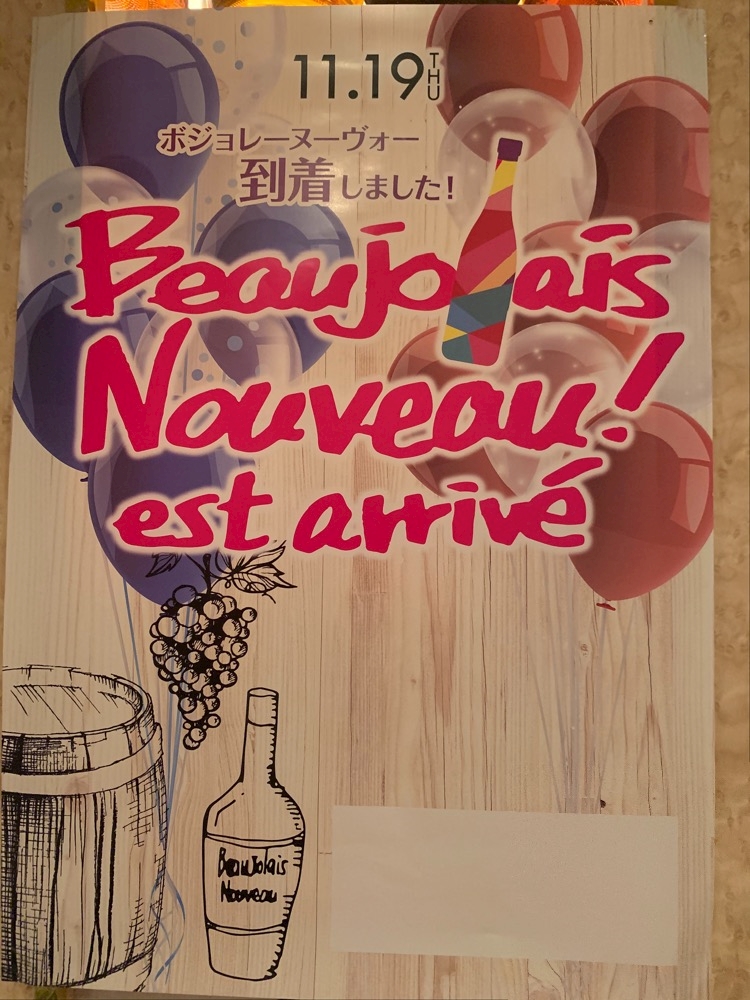 11.19 THU
ボジョレーヌーヴォー
到着しました!
Beaujolais
Nouveau!
est arrivé
Beaujolais
Nouveau